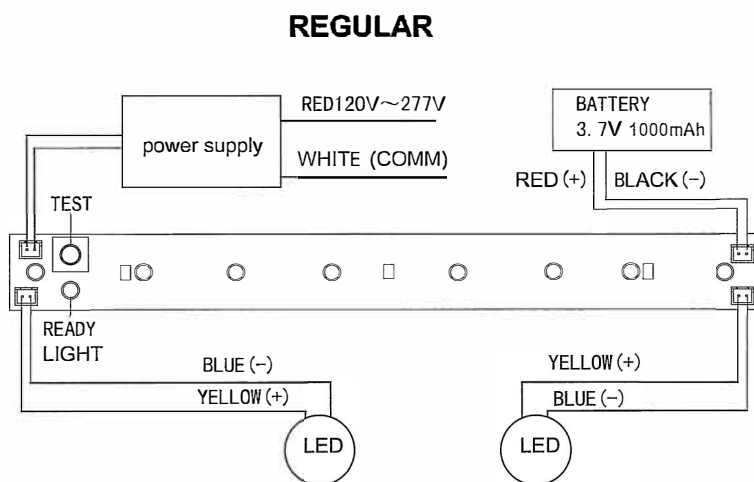 REGULAR
RED120V～277V
power supply
WHITE (COMM)
BATTERY
3. 7V 1000mAh
RED (+) BLACK (-)
TEST
READY
LIGHT
BLUE (-)
YELLOW (+)
YELLOW (+)
BLUE (-)
LED
LED